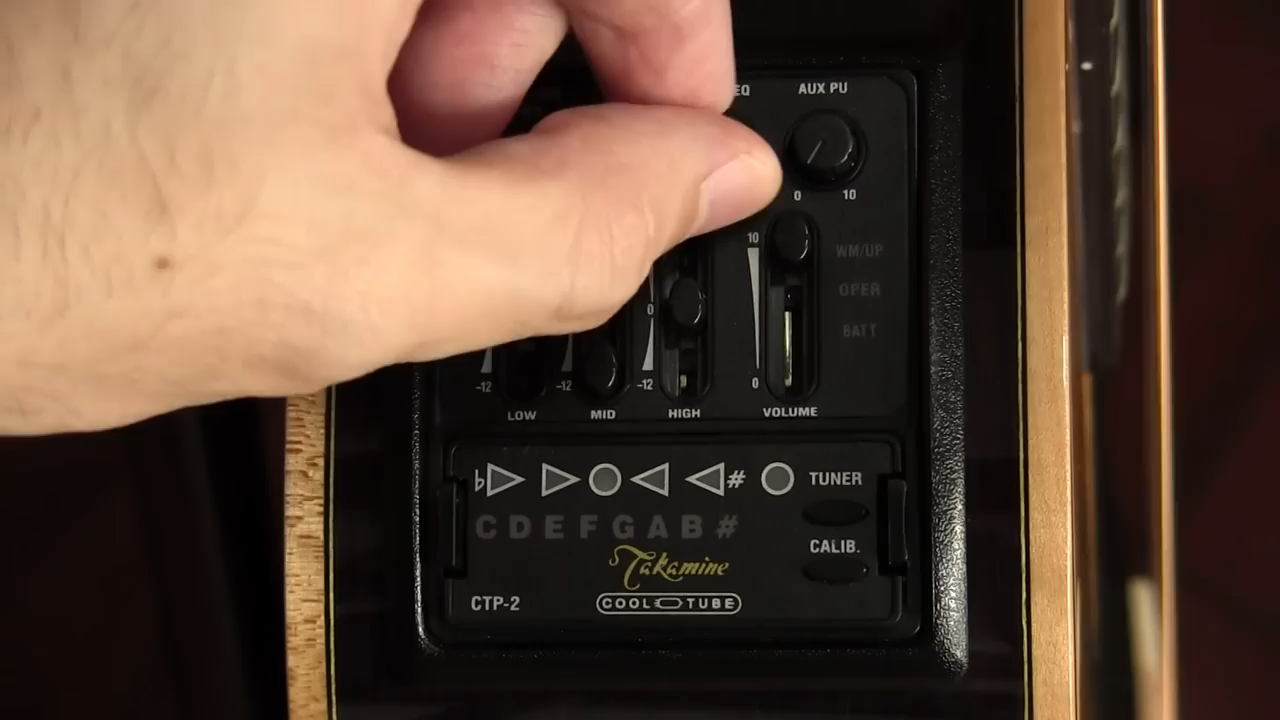 EQ AUX PU
0 10
10
WM/UP
OPER
0
BATT
-12 -12 -12 0
LOW MID HIGH VOLUME
♭ # TUNER
C D E F G A B #
CALIB.
Takamine
CTP-2 COOL TUBE